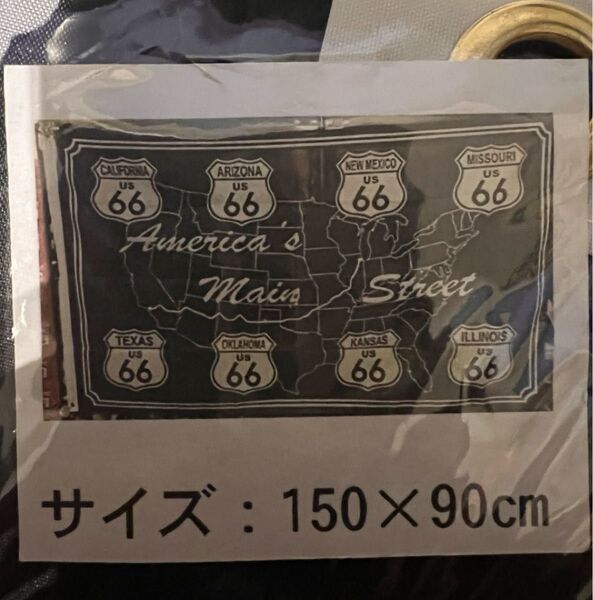 CALIFORNIA
US
66
ARIZONA
US
66
NEW MEXICO
US
66
MISSOURI
US
66
America's
Main Street
TEXAS
US
66
OKLAHOMA
US
66
KANSAS
US
66
ILLINOIS
US
66
サイズ：150×90cm